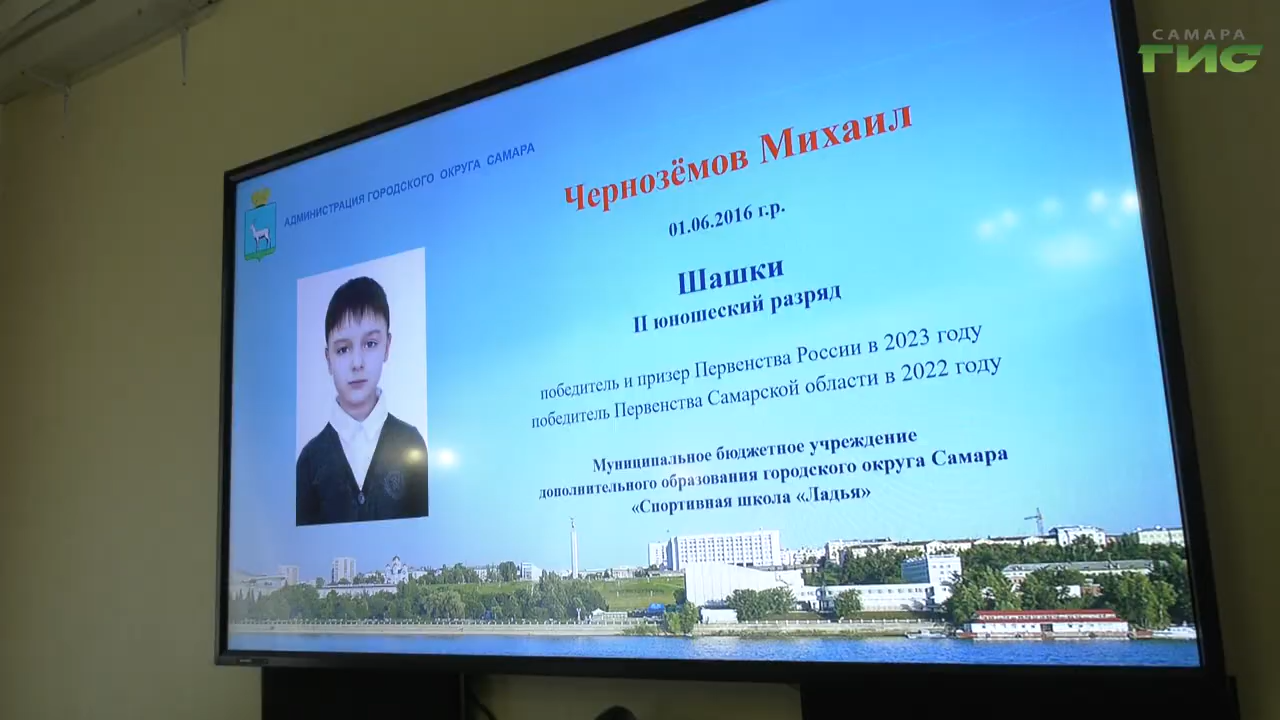 САМАРА
ГИС
АДМИНИСТРАЦИЯ ГОРОДСКОГО ОКРУГА САМАРА
Чернозёмов Михаил
01.06.2016 г.р.
Шашки
II юношеский разряд
победитель и призер Первенства России в 2023 году
победитель Первенства Самарской области в 2022 году
Муниципальное бюджетное учреждение
дополнительного образования городского округа Самара
«Спортивная школа «Ладья»